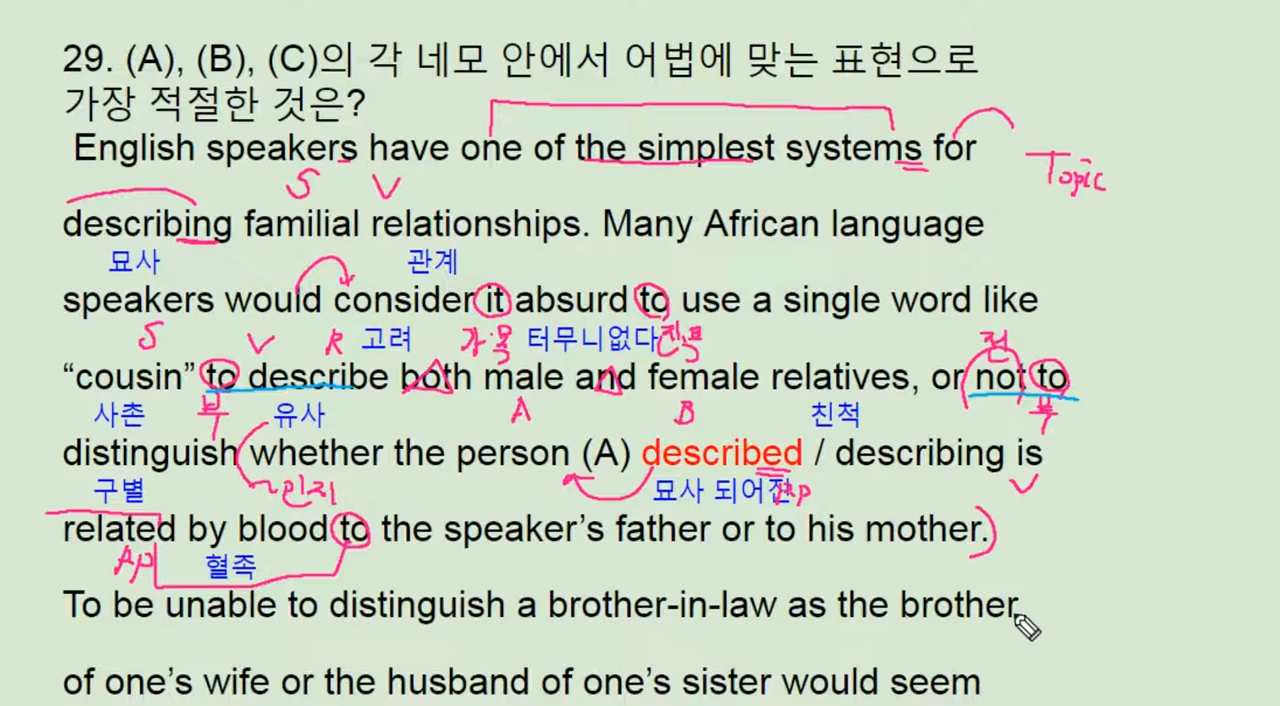 29. (A), (B), (C)의 각 네모 안에서 어법에 맞는 표현으로
가장 적절한 것은?
English speakers have one of the simplest systems for
S V Topic
describing familial relationships. Many African language
묘사 관계
speakers would consider it absurd to use a single word like
S V R 고려 가·목 터무니없다 진목 전
“cousin” to describe both male and female relatives, or not to
사촌 부 유사 A B 친척 부
distinguish whether the person (A) described / describing is
구별 ~인지 묘사 되어진 pp V
related by blood to the speaker’s father or to his mother.
혈족
To be unable to distinguish a brother-in-law as the brother
of one’s wife or the husband of one’s sister would seem